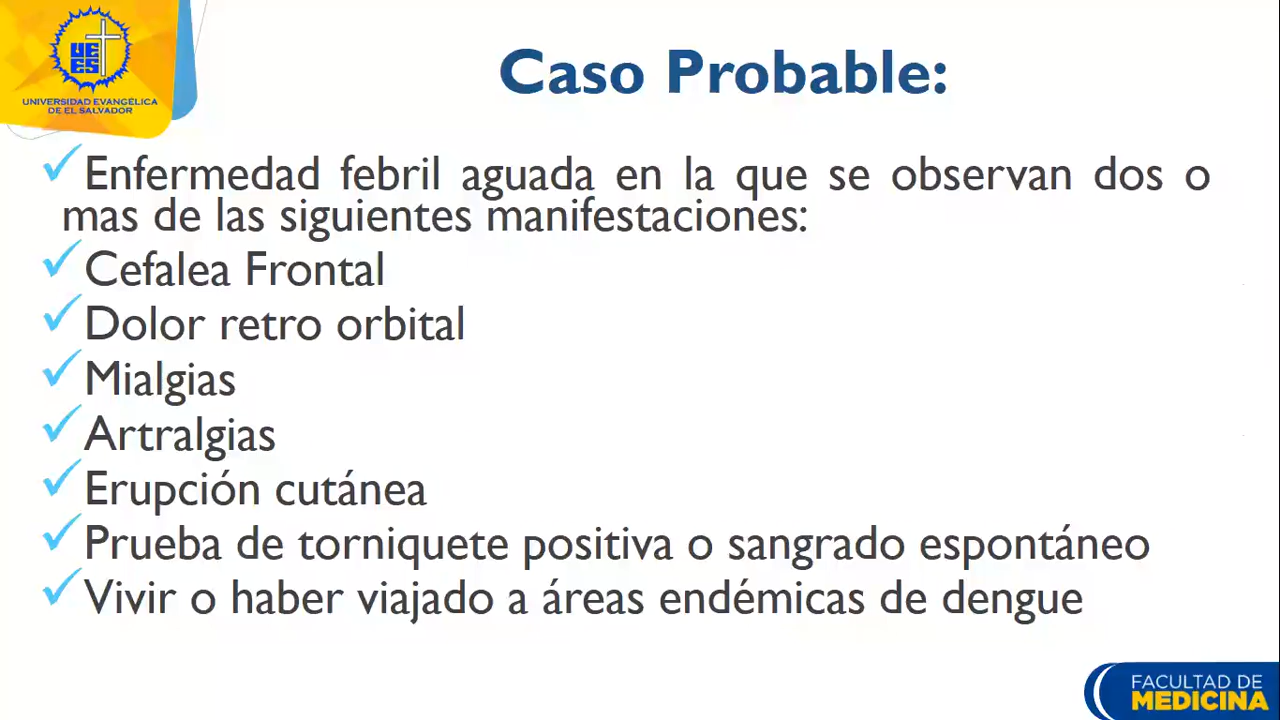 UE
ES
UNIVERSIDAD EVANGÉLICA
DE EL SALVADOR
Caso Probable:
Enfermedad febril aguada en la que se observan dos o
mas de las siguientes manifestaciones:
Cefalea Frontal
Dolor retro orbital
Mialgias
Artralgias
Erupción cutánea
Prueba de torniquete positiva o sangrado espontáneo
Vivir o haber viajado a áreas endémicas de dengue
FACULTAD DE
MEDICINA